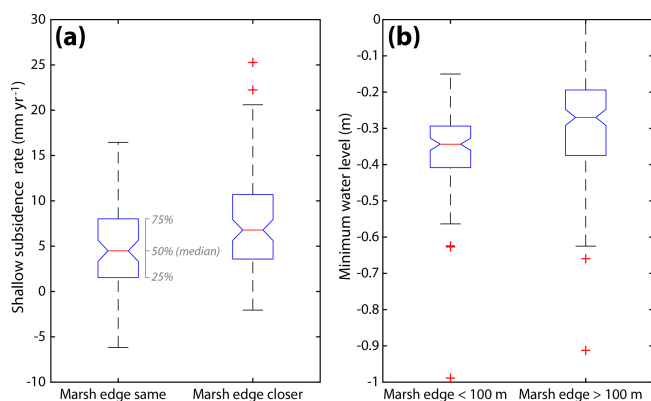 (a)
Shallow subsidence rate (mm yr⁻¹)
30
25
20
15
10
5
0
-5
-10
75%
50% (median)
25%
Marsh edge same
Marsh edge closer
(b)
Minimum water level (m)
0
-0.1
-0.2
-0.3
-0.4
-0.5
-0.6
-0.7
-0.8
-0.9
-1
Marsh edge < 100 m
Marsh edge > 100 m